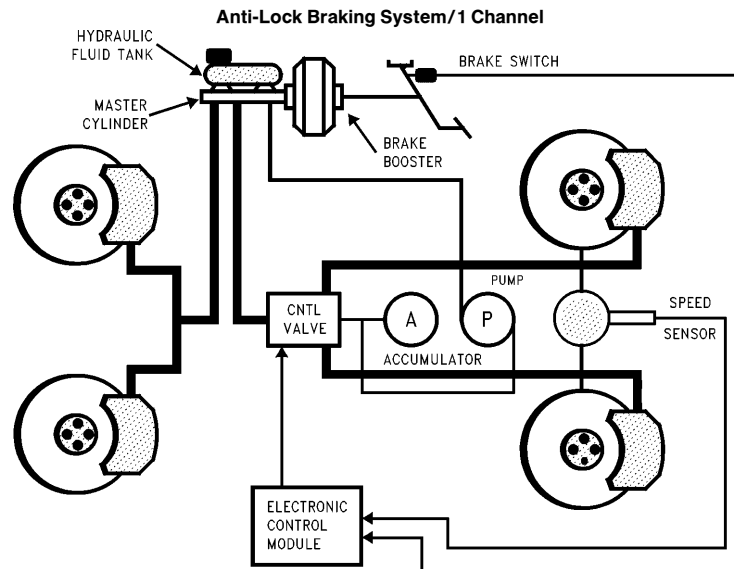 Anti-Lock Braking System/1 Channel
HYDRAULIC
FLUID TANK
BRAKE SWITCH
MASTER
CYLINDER
BRAKE
BOOSTER
PUMP
CNTL
VALVE
A
P
SPEED
SENSOR
ACCUMULATOR
ELECTRONIC
CONTROL
MODULE